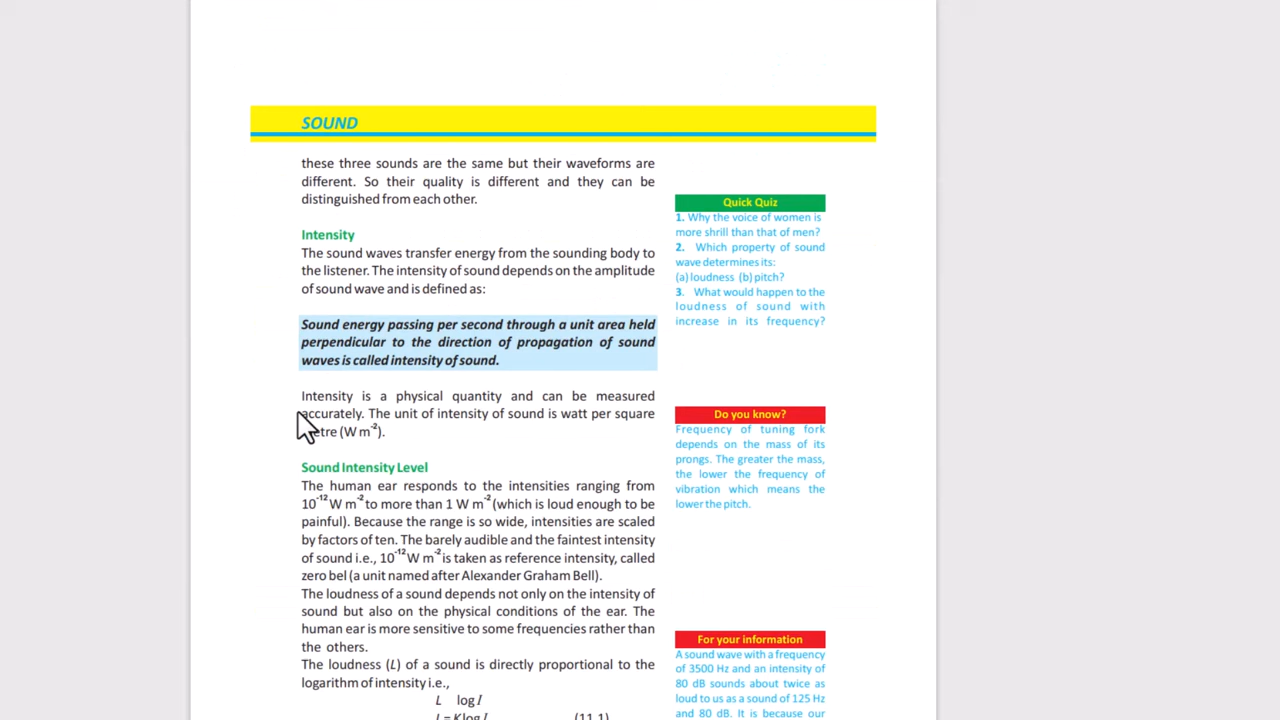 SOUND
these three sounds are the same but their waveforms are
different. So their quality is different and they can be
distinguished from each other.
Intensity
The sound waves transfer energy from the sounding body to
the listener. The intensity of sound depends on the amplitude
of sound wave and is defined as:
Sound energy passing per second through a unit area held
perpendicular to the direction of propagation of sound
waves is called intensity of sound.
Intensity is a physical quantity and can be measured
accurately. The unit of intensity of sound is watt per square
etre (W m⁻²).
Sound Intensity Level
The human ear responds to the intensities ranging from
10⁻¹² W m⁻² to more than 1 W m⁻² (which is loud enough to be
painful). Because the range is so wide, intensities are scaled
by factors of ten. The barely audible and the faintest intensity
of sound i.e., 10⁻¹² W m⁻² is taken as reference intensity, called
zero bel (a unit named after Alexander Graham Bell).
The loudness of a sound depends not only on the intensity of
sound but also on the physical conditions of the ear. The
human ear is more sensitive to some frequencies rather than
the others.
The loudness (L) of a sound is directly proportional to the
logarithm of intensity i.e.,
L log I
L = K log I (11.1)
Quick Quiz
1. Why the voice of women is
more shrill than that of men?
2. Which property of sound
wave determines its:
(a) loudness (b) pitch?
3. What would happen to the
loudness of sound with
increase in its frequency?
Do you know?
Frequency of tuning fork
depends on the mass of its
prongs. The greater the mass,
the lower the frequency of
vibration which means the
lower the pitch.
For your information
A sound wave with a frequency
of 3500 Hz and an intensity of
80 dB sounds about twice as
loud to us as a sound of 125 Hz
and 80 dB. It is because our